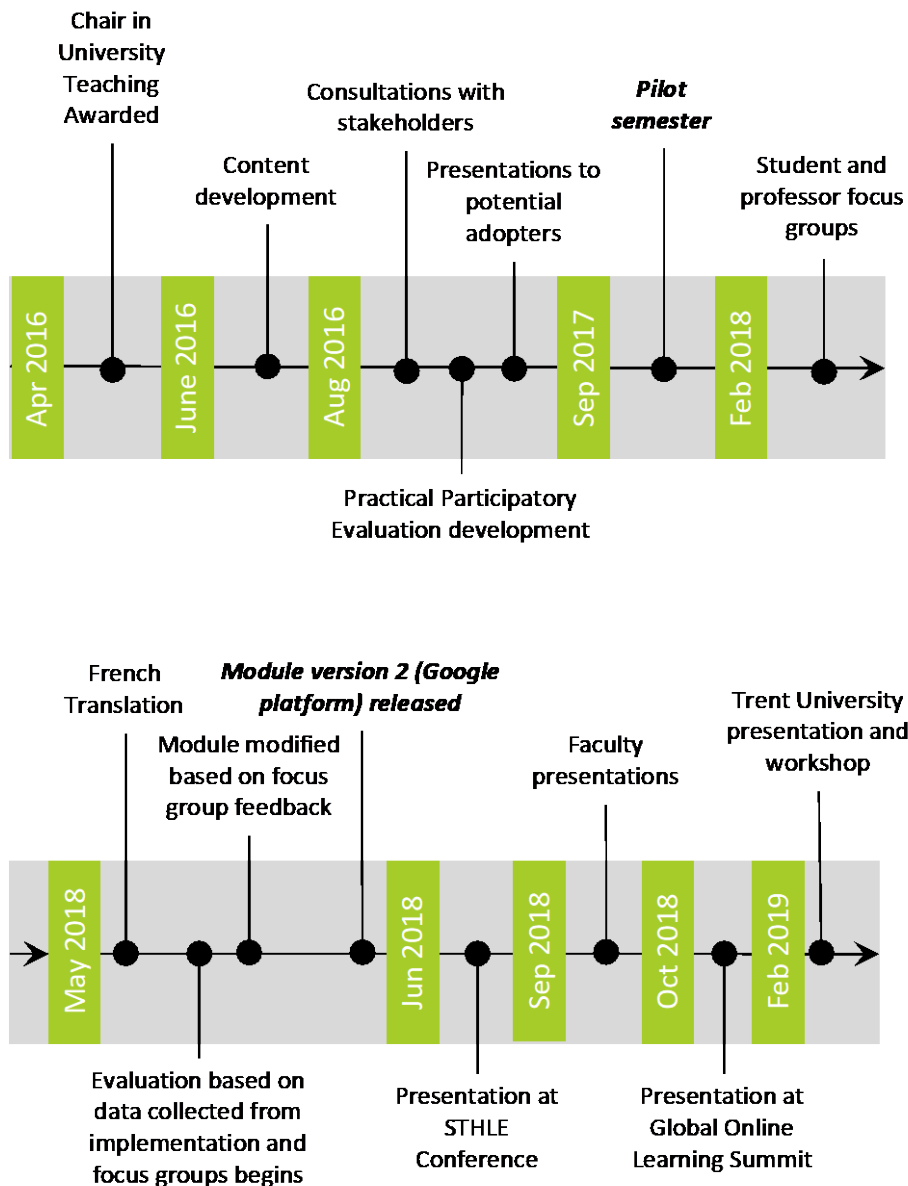 Chair in
University
Teaching
Awarded
Content
development
Consultations with
stakeholders
Presentations to
potential
adopters
Pilot
semester
Student and
professor focus
groups
Apr 2016
June 2016
Aug 2016
Sep 2017
Feb 2018
Practical Participatory
Evaluation development
French
Translation
Module version 2 (Google
platform) released
Module modified
based on focus
group feedback
Faculty
presentations
Trent University
presentation and
workshop
May 2018
Jun 2018
Sep 2018
Oct 2018
Feb 2019
Evaluation based on
data collected from
implementation and
focus groups begins
Presentation at
STHLE
Conference
Presentation at
Global Online
Learning Summit